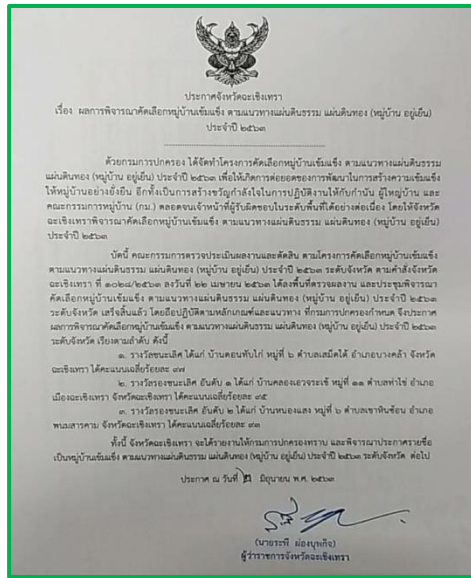 ประกาศจังหวัดฉะเชิงเทรา
เรื่อง ผลการพิจารณาคัดเลือกหมู่บ้านเข้มแข็ง ตามแนวทางแผ่นดินธรรม แผ่นดินทอง (หมู่บ้าน อยู่เย็น)
ประจำปี ๒๕๖๓
ด้วยกรมการปกครอง ได้จัดทำโครงการคัดเลือกหมู่บ้านเข้มแข็ง ตามแนวทางแผ่นดินธรรม
แผ่นดินทอง (หมู่บ้าน อยู่เย็น) ประจำปี ๒๕๖๓ เพื่อให้เกิดการต่อยอดของการพัฒนาในการสร้างความเข้มแข็ง
ให้หมู่บ้านอย่างยั่งยืน อีกทั้งเป็นการสร้างขวัญกำลังใจในการปฏิบัติงานให้กับกำนัน ผู้ใหญ่บ้าน และ
คณะกรรมการหมู่บ้าน (กม.) ตลอดจนเจ้าหน้าที่ผู้รับผิดชอบในระดับพื้นที่ได้อย่างต่อเนื่อง โดยให้จังหวัด
ฉะเชิงเทราพิจารณาคัดเลือกหมู่บ้านเข้มแข็ง ตามแนวทางแผ่นดินธรรม แผ่นดินทอง (หมู่บ้าน อยู่เย็น)
ประจำปี ๒๕๖๓
บัดนี้ คณะกรรมการตรวจประเมินผลงานและตัดสิน ตามโครงการคัดเลือกหมู่บ้านเข้มแข็ง
ตามแนวทางแผ่นดินธรรม แผ่นดินทอง (หมู่บ้าน อยู่เย็น) ประจำปี ๒๕๖๓ ระดับจังหวัด ตามคำสั่งจังหวัด
ฉะเชิงเทรา ที่ ลงวันที่ ๒๒ เมษายน ๒๕๖๓ ได้ลงพื้นที่ตรวจผลงาน และประชุมพิจารณา
คัดเลือกหมู่บ้านเข้มแข็ง ตามแนวทางแผ่นดินธรรม แผ่นดินทอง (หมู่บ้าน อยู่เย็น) ประจำปี ๒๕๖๓
ระดับจังหวัด เสร็จสิ้นแล้ว โดยถือปฏิบัติตามหลักเกณฑ์และแนวทาง ที่กรมการปกครองกำหนด จึงประกาศ
ผลการพิจารณาคัดเลือกหมู่บ้านเข้มแข็ง ตามแนวทางแผ่นดินธรรม แผ่นดินทอง (หมู่บ้าน อยู่เย็น) ประจำปี ๒๕๖๓
ระดับจังหวัด เรียงตามลำดับ ดังนี้
๑. รางวัลชนะเลิศ ได้แก่ บ้านดอนทับไก่ หมู่ที่ ๖ ตำบลเสม็ดใต้ อำเภอบางคล้า จังหวัด
ฉะเชิงเทรา ได้คะแนนเฉลี่ยร้อยละ ๙๗
๒. รางวัลรองชนะเลิศ อันดับ ๑ ได้แก่ บ้านคลองเอวจระเข้ หมู่ที่ ๑๑ ตำบลท่าไข่ อำเภอ
เมืองฉะเชิงเทรา จังหวัดฉะเชิงเทรา ได้คะแนนเฉลี่ยร้อยละ ๙๕
๓. รางวัลรองชนะเลิศ อันดับ ๒ ได้แก่ บ้านหนองแสง หมู่ที่ ๖ ตำบลเขาหินซ้อน อำเภอ
พนมสารคาม จังหวัดฉะเชิงเทรา ได้คะแนนเฉลี่ยร้อยละ ๙๓
ทั้งนี้ จังหวัดฉะเชิงเทรา จะได้รายงานให้กรมการปกครองทราบ และพิจารณาประกาศรายชื่อ
เป็นหมู่บ้านเข้มแข็ง ตามแนวทางแผ่นดินธรรม แผ่นดินทอง (หมู่บ้าน อยู่เย็น) ประจำปี ๒๕๖๓ ระดับจังหวัด ต่อไป
ประกาศ ณ วันที่ มิถุนายน พ.ศ. ๒๕๖๓
(นายระพี ผ่องบุพกิจ)
ผู้ว่าราชการจังหวัดฉะเชิงเทรา